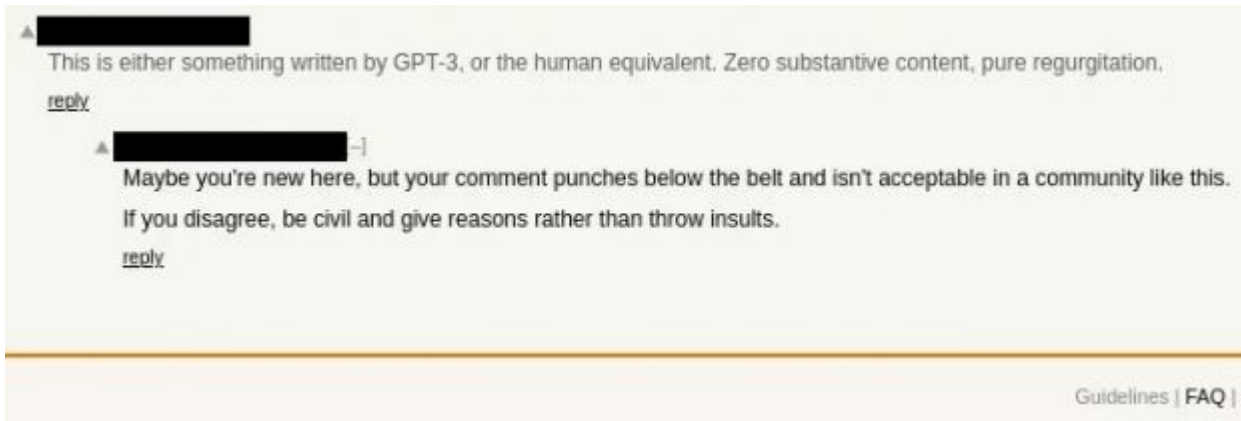 This is either something written by GPT-3, or the human equivalent. Zero substantive content, pure regurgitation.
reply
[–]
Maybe you're new here, but your comment punches below the belt and isn't acceptable in a community like this.
If you disagree, be civil and give reasons rather than throw insults.
reply
Guidelines | FAQ |